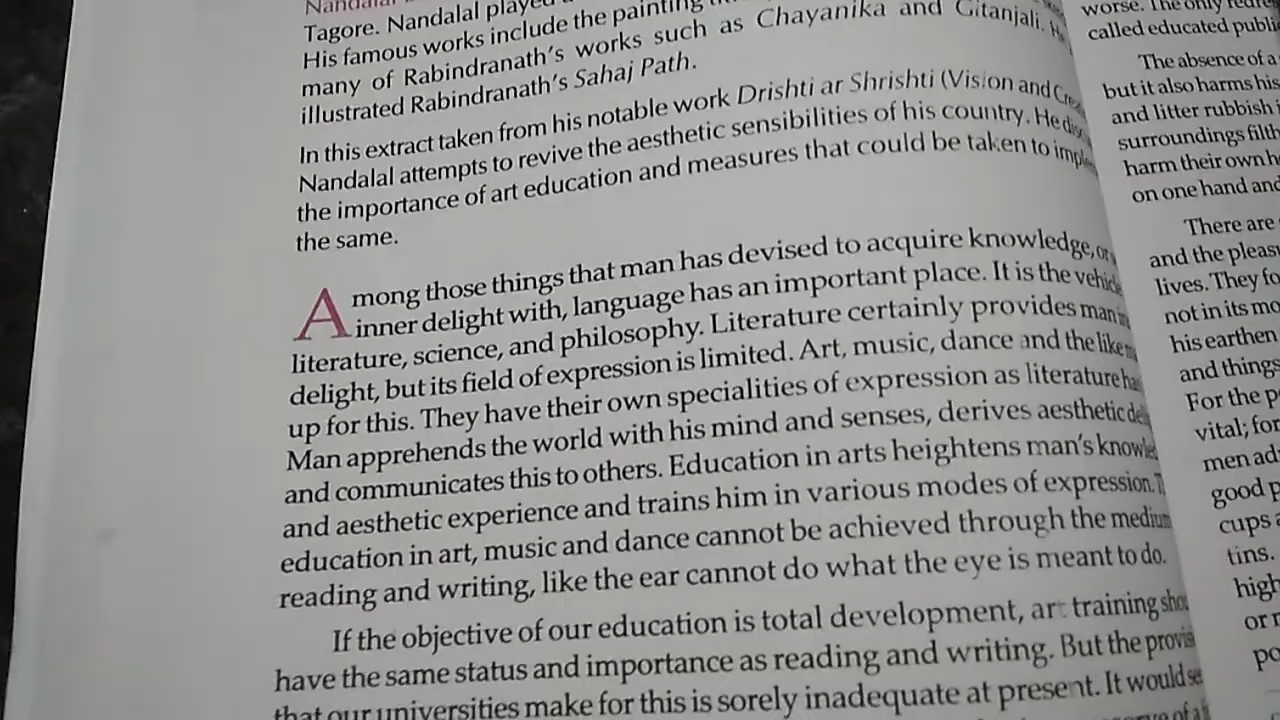 Nandalal
Tagore. Nandalal played
His famous works include the painting
many of Rabindranath's works such as Chayanika and Gitanjali. He
illustrated Rabindranath's Sahaj Path.
In this extract taken from his notable work Drishti ar Shrishti (Vision and
Nandalal attempts to revive the aesthetic sensibilities of his country. He
the importance of art education and measures that could be taken to
the same.
Among those things that man has devised to acquire knowledge, or
inner delight with, language has an important place. It is the
literature, science, and philosophy. Literature certainly provides man
delight, but its field of expression is limited. Art, music, dance and the like
up for this. They have their own specialities of expression as literature
Man apprehends the world with his mind and senses, derives aesthetic
and communicates this to others. Education in arts heightens man's
and aesthetic experience and trains him in various modes of expression.
education in art, music and dance cannot be achieved through the medium
reading and writing, like the ear cannot do what the eye is meant to do.
If the objective of our education is total development, art training
have the same status and importance as reading and writing. But the
that our universities make for this is sorely inadequate at present. It would
worse. The only
called educated
The absence of a
but it also harms his
and litter rubbish
surroundings
harm their own
on one hand and
There are
and the
lives. They
not in its
his earthen
and things
For the
vital; for
men
good
cups
tins.
high
or